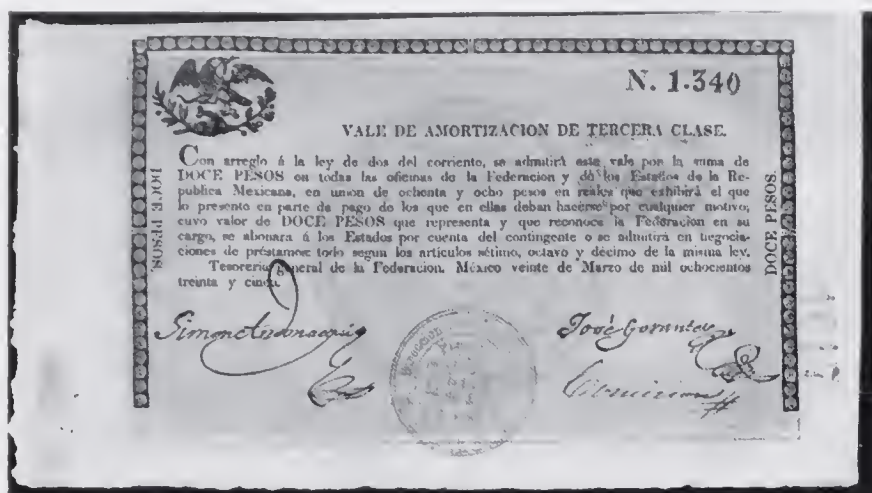 N. 1.340
VALE DE AMORTIZACION DE TERCERA CLASE.
Con arreglo á la ley de dos del corriente, se admitirá este vale por la suma de
DOCE PESOS en todas las oficinas de la Federacion y de los Estados de la Re-
publica Mexicana, en union de ochenta y ocho pesos en reales que exhibirá el que
lo presente en parte de pago de los que en ellas deban hacerse por cualquier motivo;
cuyo valor de DOCE PESOS que representa y que reconoce la Federacion en su
cargo, se abonara á los Estados por cuenta del contingente o se admitirá en negocia-
ciones de préstamos: todo segun los articulos sétimo, octavo y décimo de la misma ley.
Tesoreria general de la Federacion. México veinte de Marzo de mil ochocientos
treinta y cinco.
DOCE PESOS.
DOCE PESOS.
Simon
José